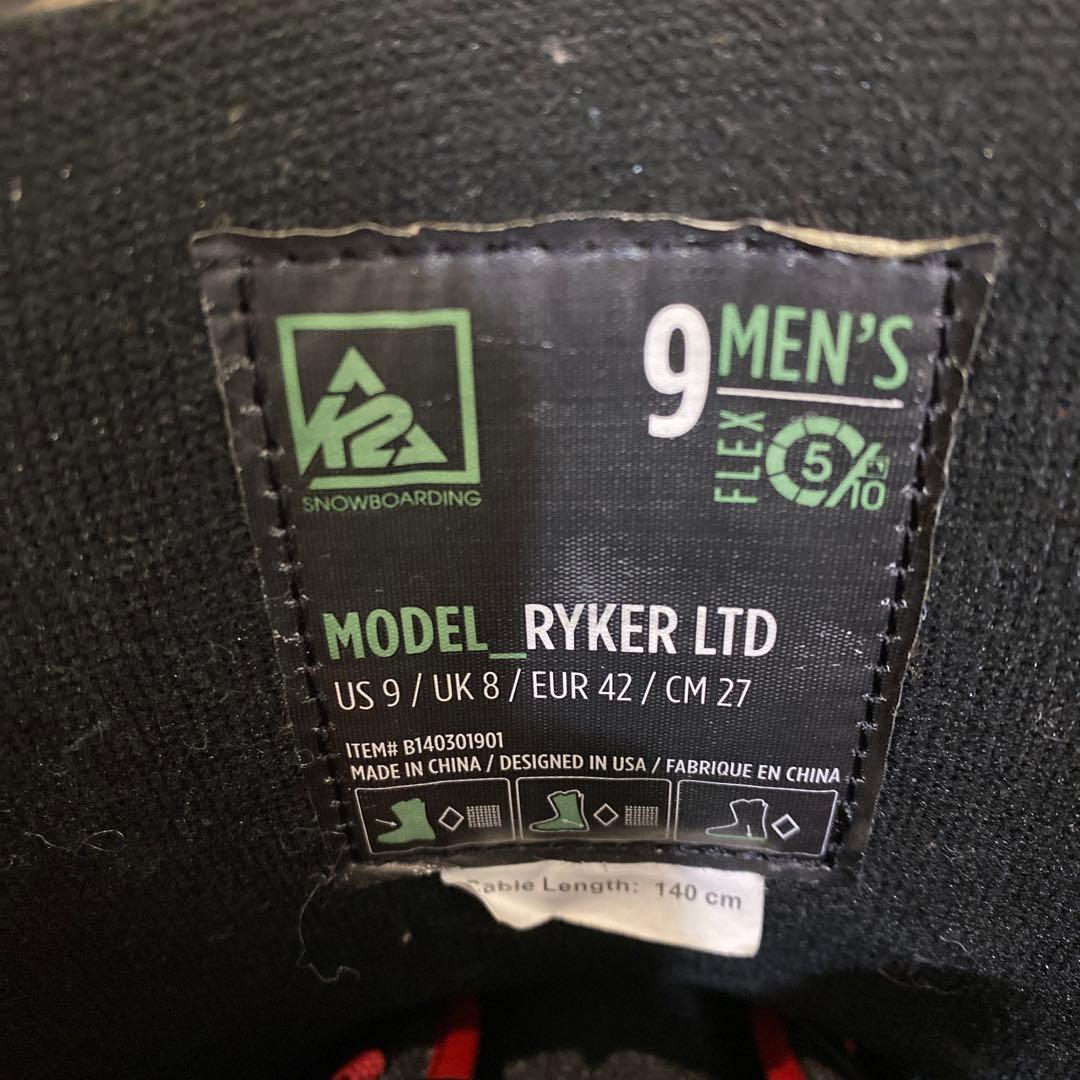 K2
SNOWBOARDING
9 MEN'S
FLEX 5/10
MODEL_RYKER LTD
US 9 / UK 8 / EUR 42 / CM 27
ITEM# B140301901
MADE IN CHINA / DESIGNED IN USA / FABRIQUE EN CHINA
Cable Length: 140 cm